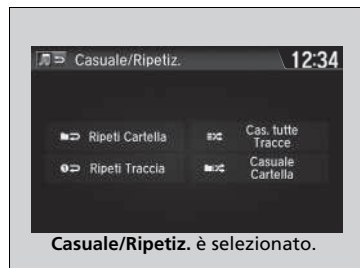 Casuale/Ripetiz. 12:34
Ripeti Cartella
Cas. tutte
Tracce
Ripeti Traccia
Casuale
Cartella
Casuale/Ripetiz. è selezionato.